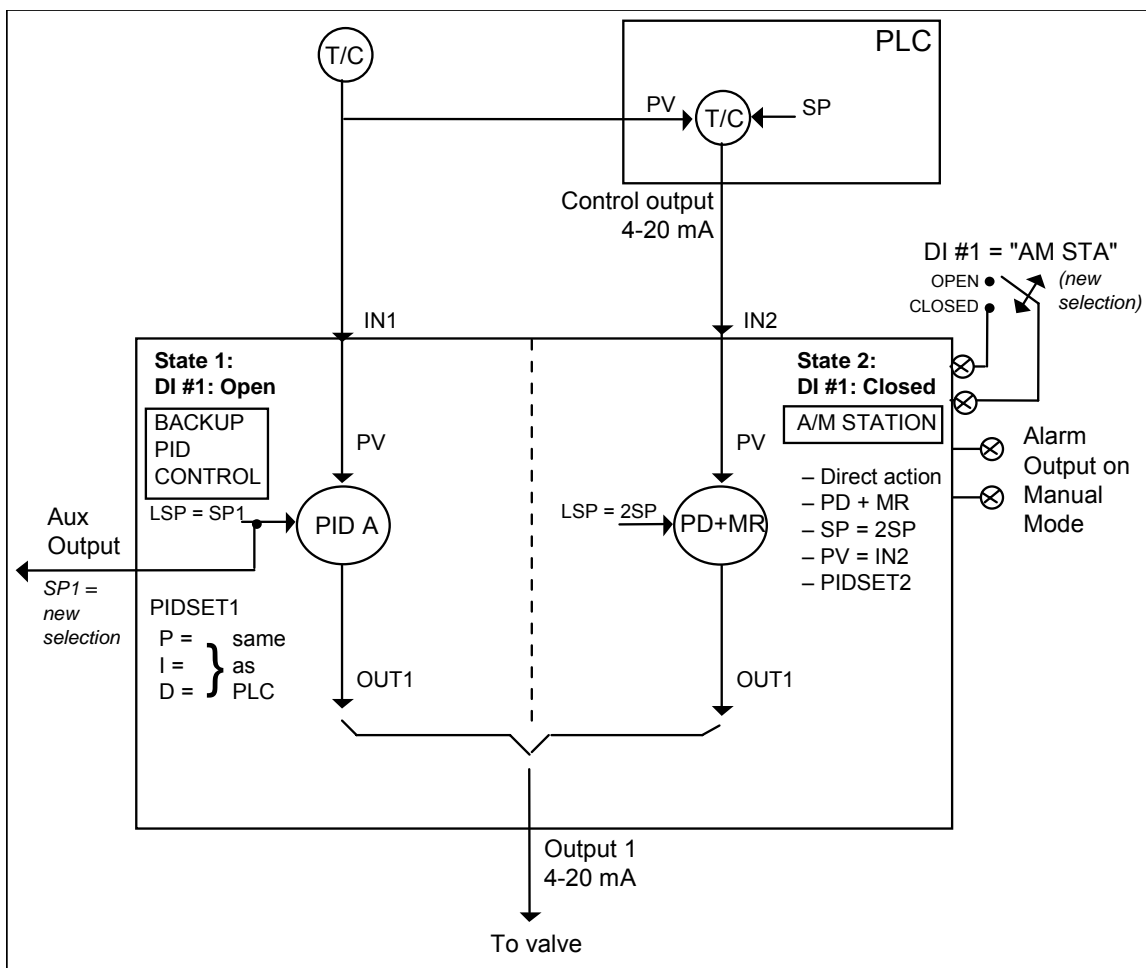 T/C
PLC
PV
T/C
SP
Control output
4-20 mA
DI #1 = "AM STA"
OPEN
(new
selection)
CLOSED
IN1
IN2
State 1:
DI #1: Open
State 2:
DI #1: Closed
BACKUP
PID
CONTROL
A/M STATION
PV
PV
Alarm
Output on
Manual
Mode
– Direct action
– PD + MR
– SP = 2SP
– PV = IN2
– PIDSET2
LSP = SP1
PID A
LSP = 2SP
PD+MR
Aux
Output
SP1 =
new
selection
PIDSET1
P = same
I = } as
D = PLC
OUT1
OUT1
Output 1
4-20 mA
To valve